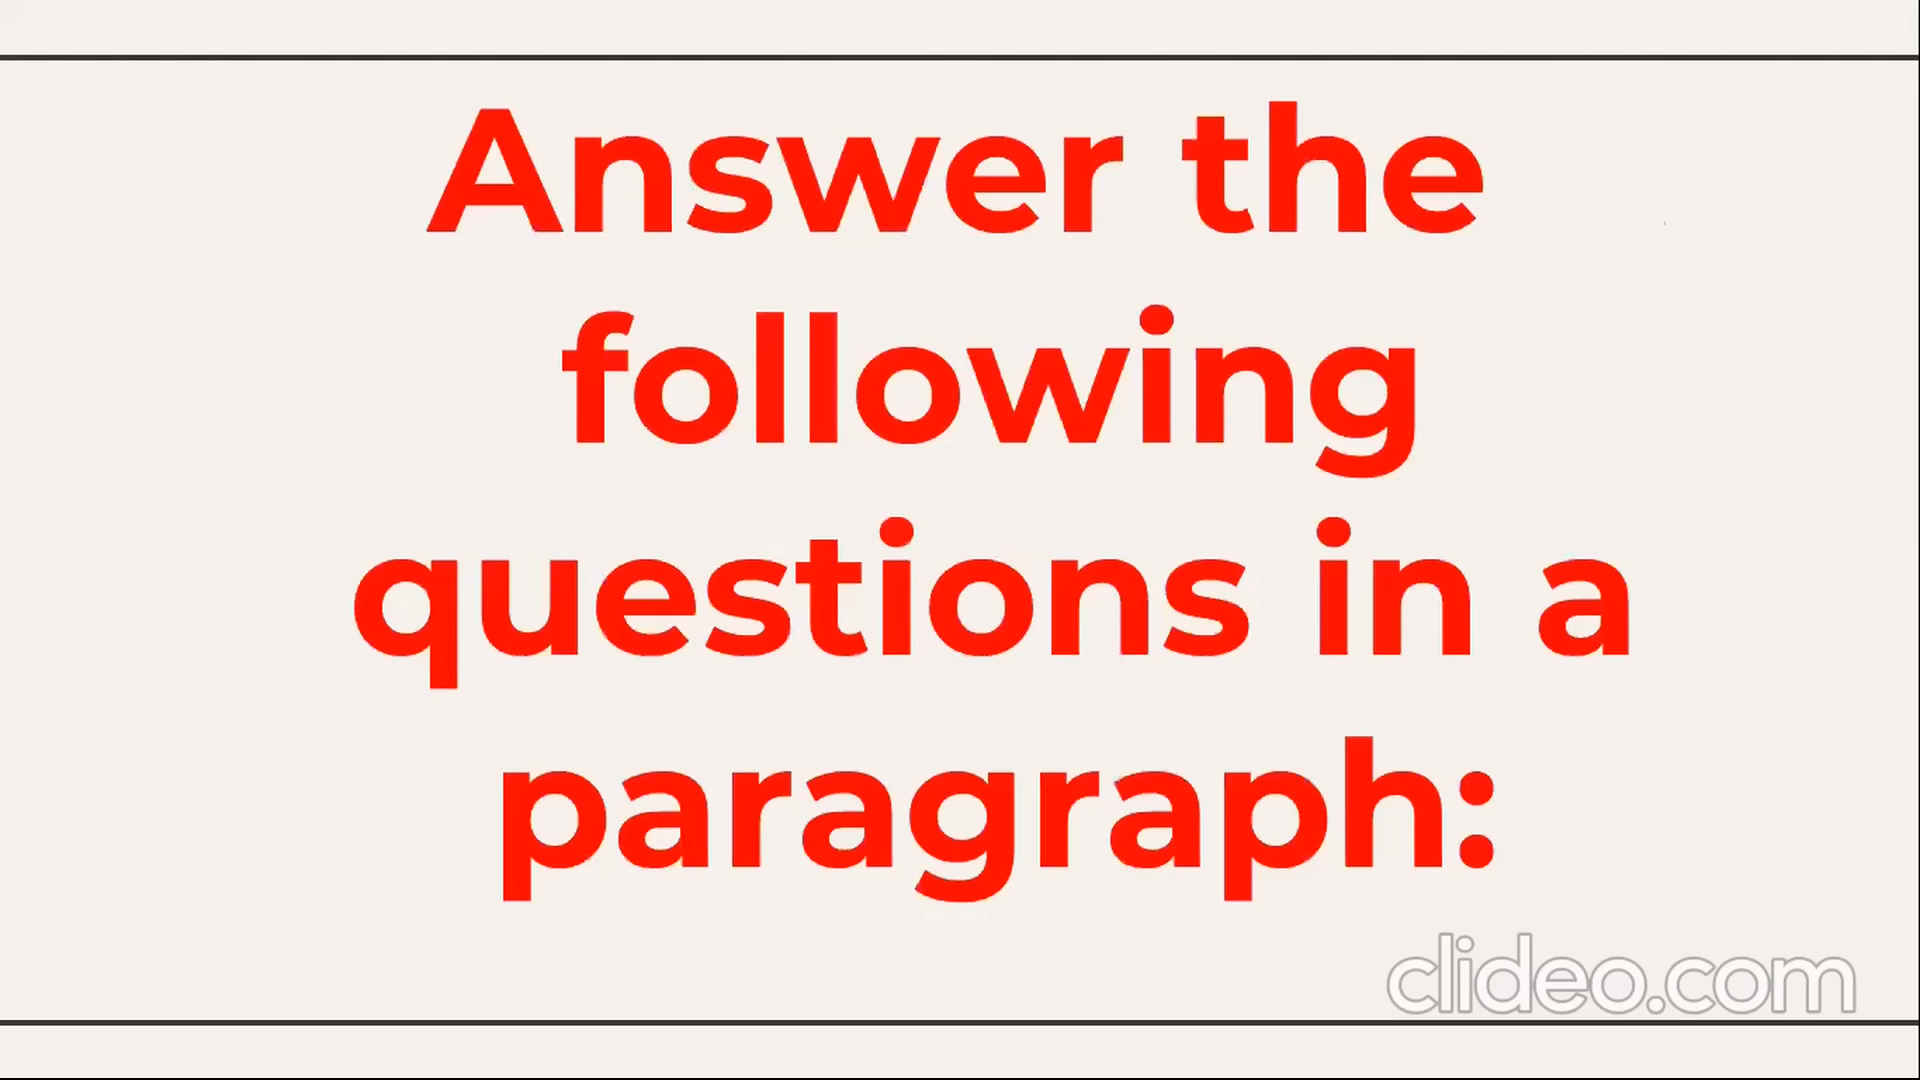 Answer the
following
questions in a
paragraph:
clideo.com